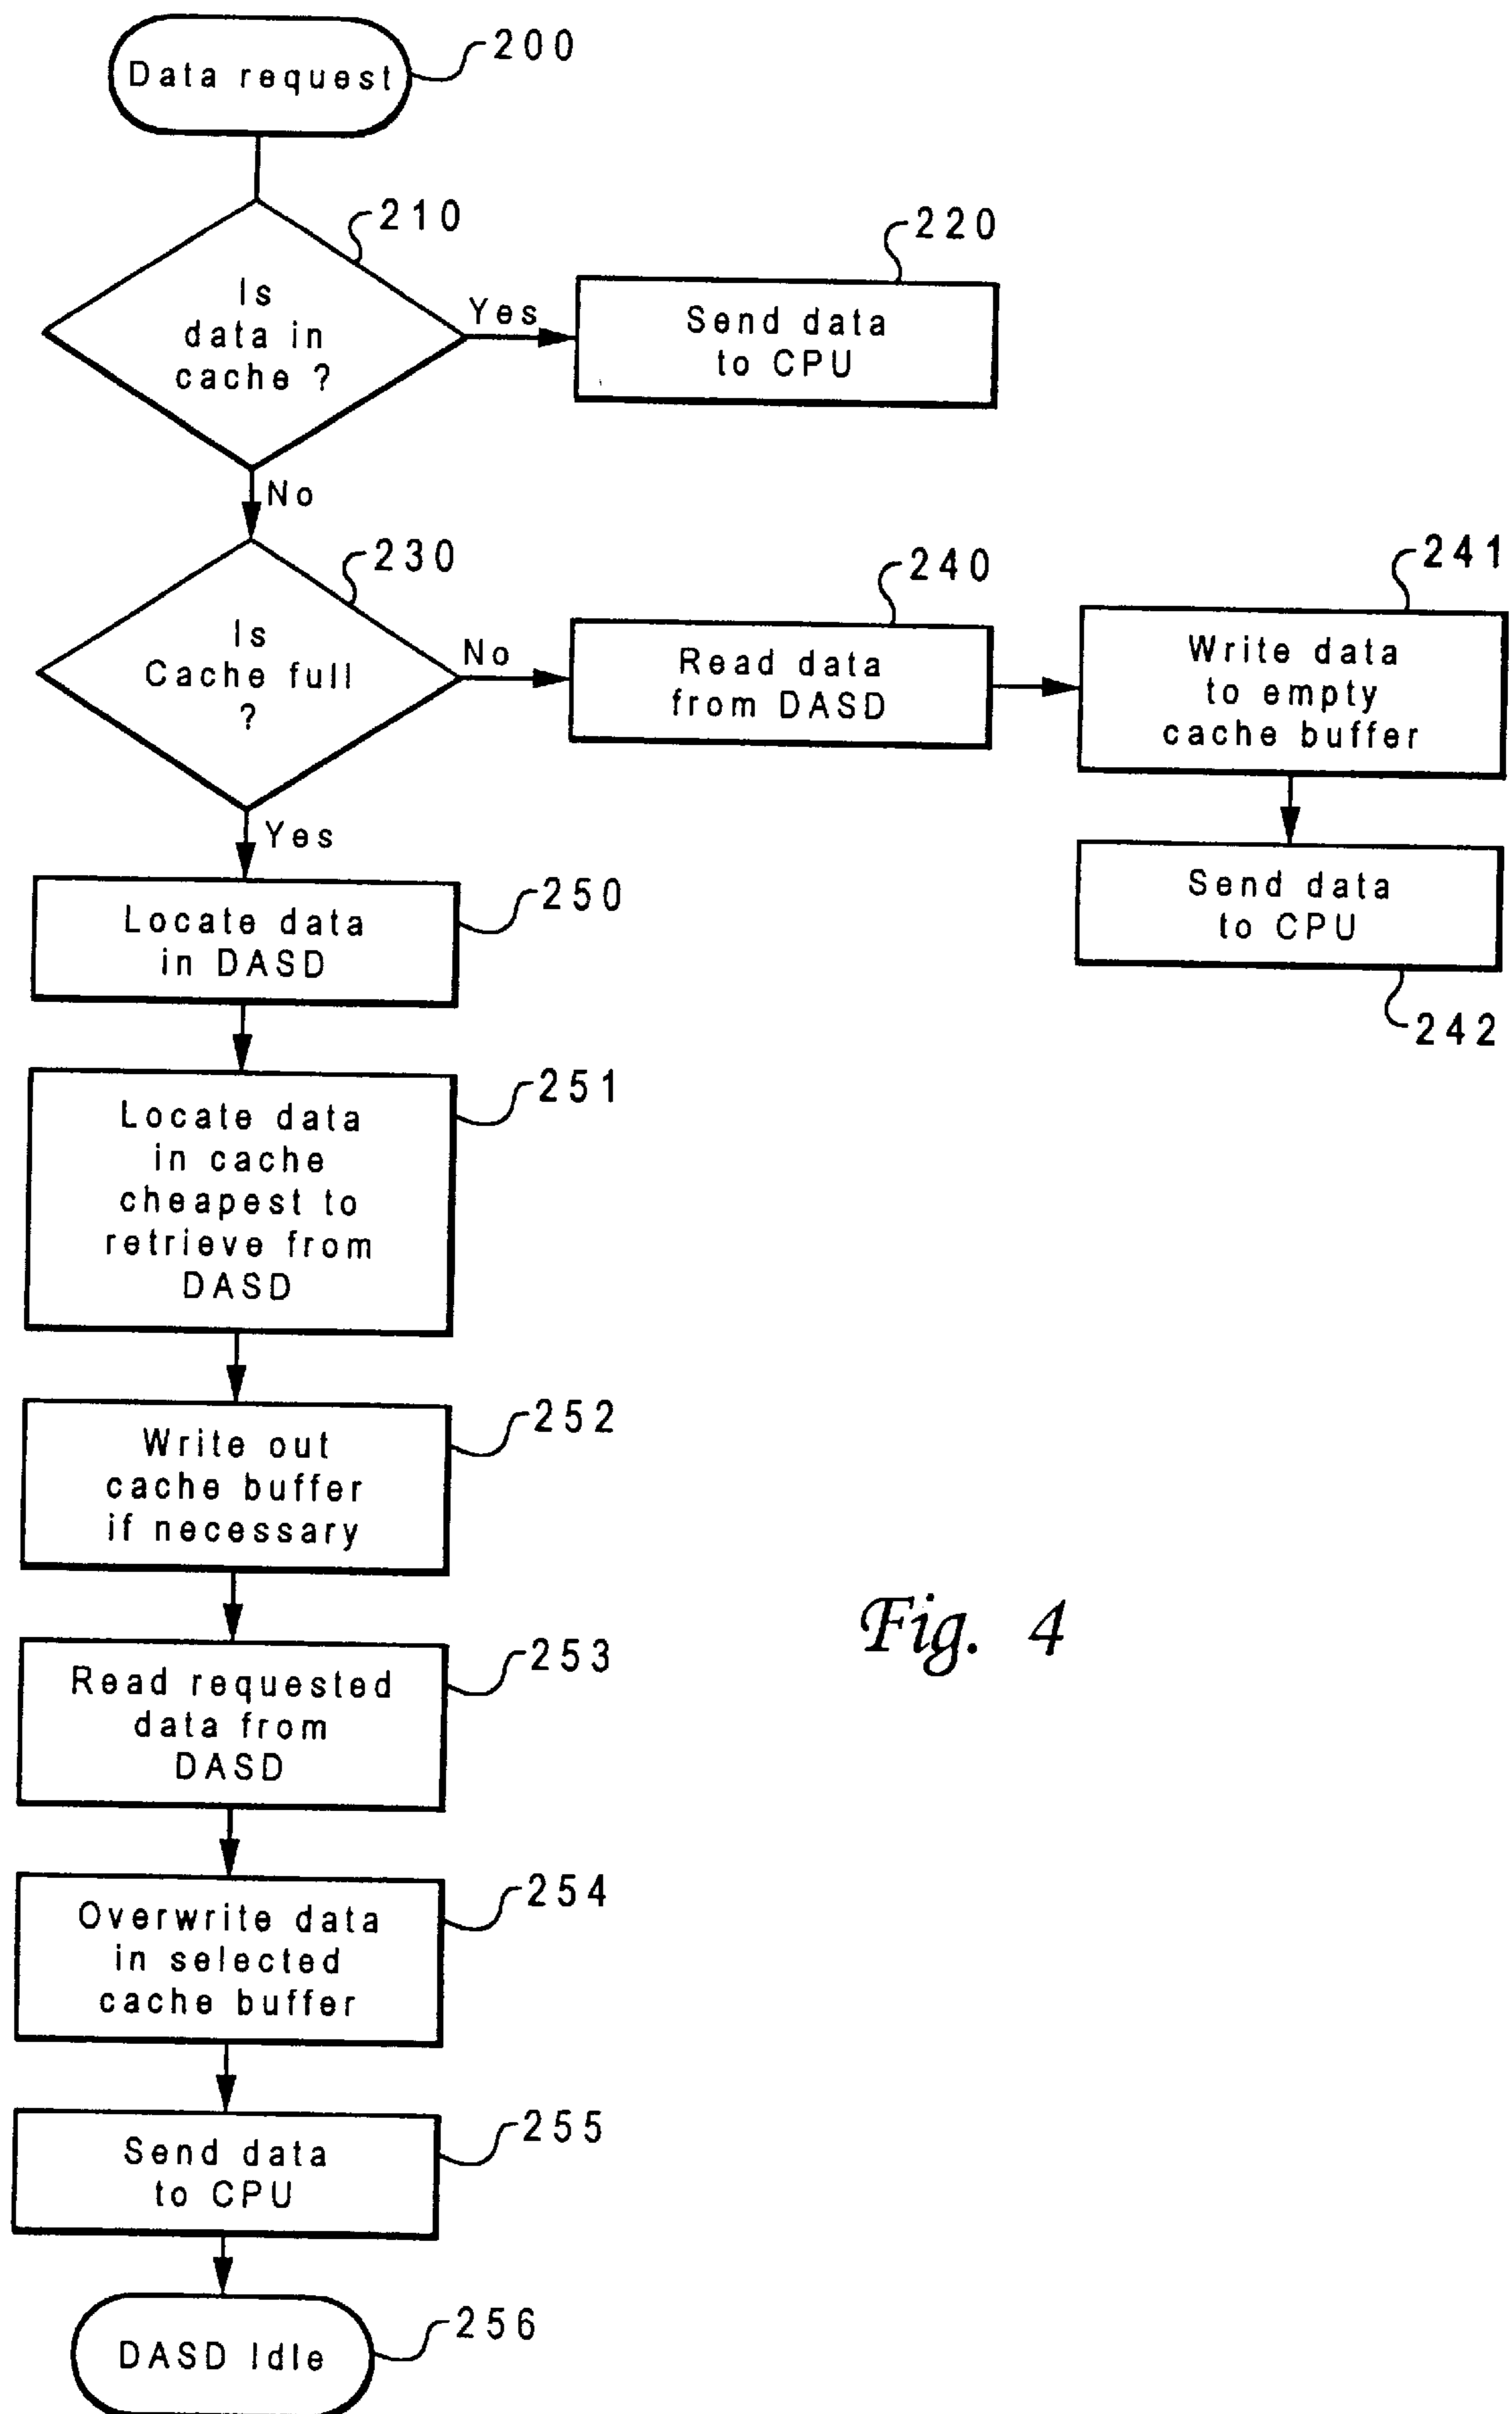 200
Data request
210
Is
data in
cache ?
Yes
220
Send data
to CPU
No
230
Is
Cache full
?
No
240
Read data
from DASD
241
Write data
to empty
cache buffer
Send data
to CPU
242
Yes
250
Locate data
in DASD
251
Locate data
in cache
cheapest to
retrieve from
DASD
252
Write out
cache buffer
if necessary
253
Read requested
data from
DASD
254
Overwrite data
in selected
cache buffer
255
Send data
to CPU
256
DASD Idle
Fig. 4